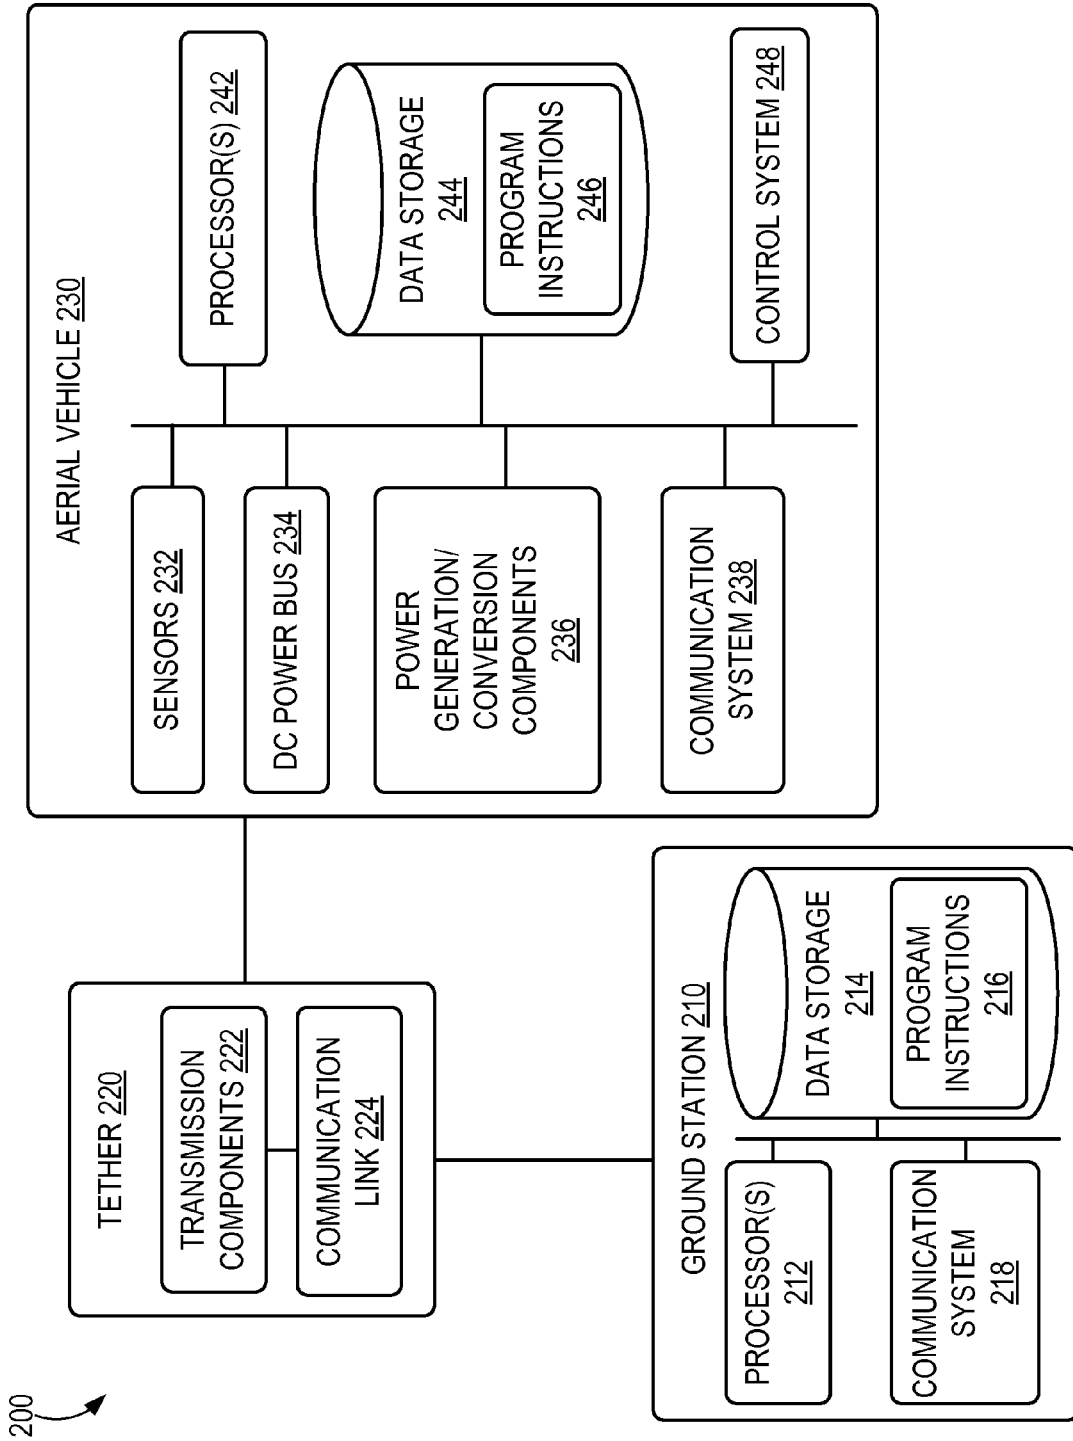 200
TETHER 220
TRANSMISSION
COMPONENTS 222
COMMUNICATION
LINK 224
AERIAL VEHICLE 230
SENSORS 232
DC POWER BUS 234
POWER
GENERATION/
CONVERSION
COMPONENTS
236
COMMUNICATION
SYSTEM 238
PROCESSOR(S) 242
DATA STORAGE
244
PROGRAM
INSTRUCTIONS
246
CONTROL SYSTEM 248
GROUND STATION 210
PROCESSOR(S)
212
COMMUNICATION
SYSTEM
218
DATA STORAGE
214
PROGRAM
INSTRUCTIONS
216